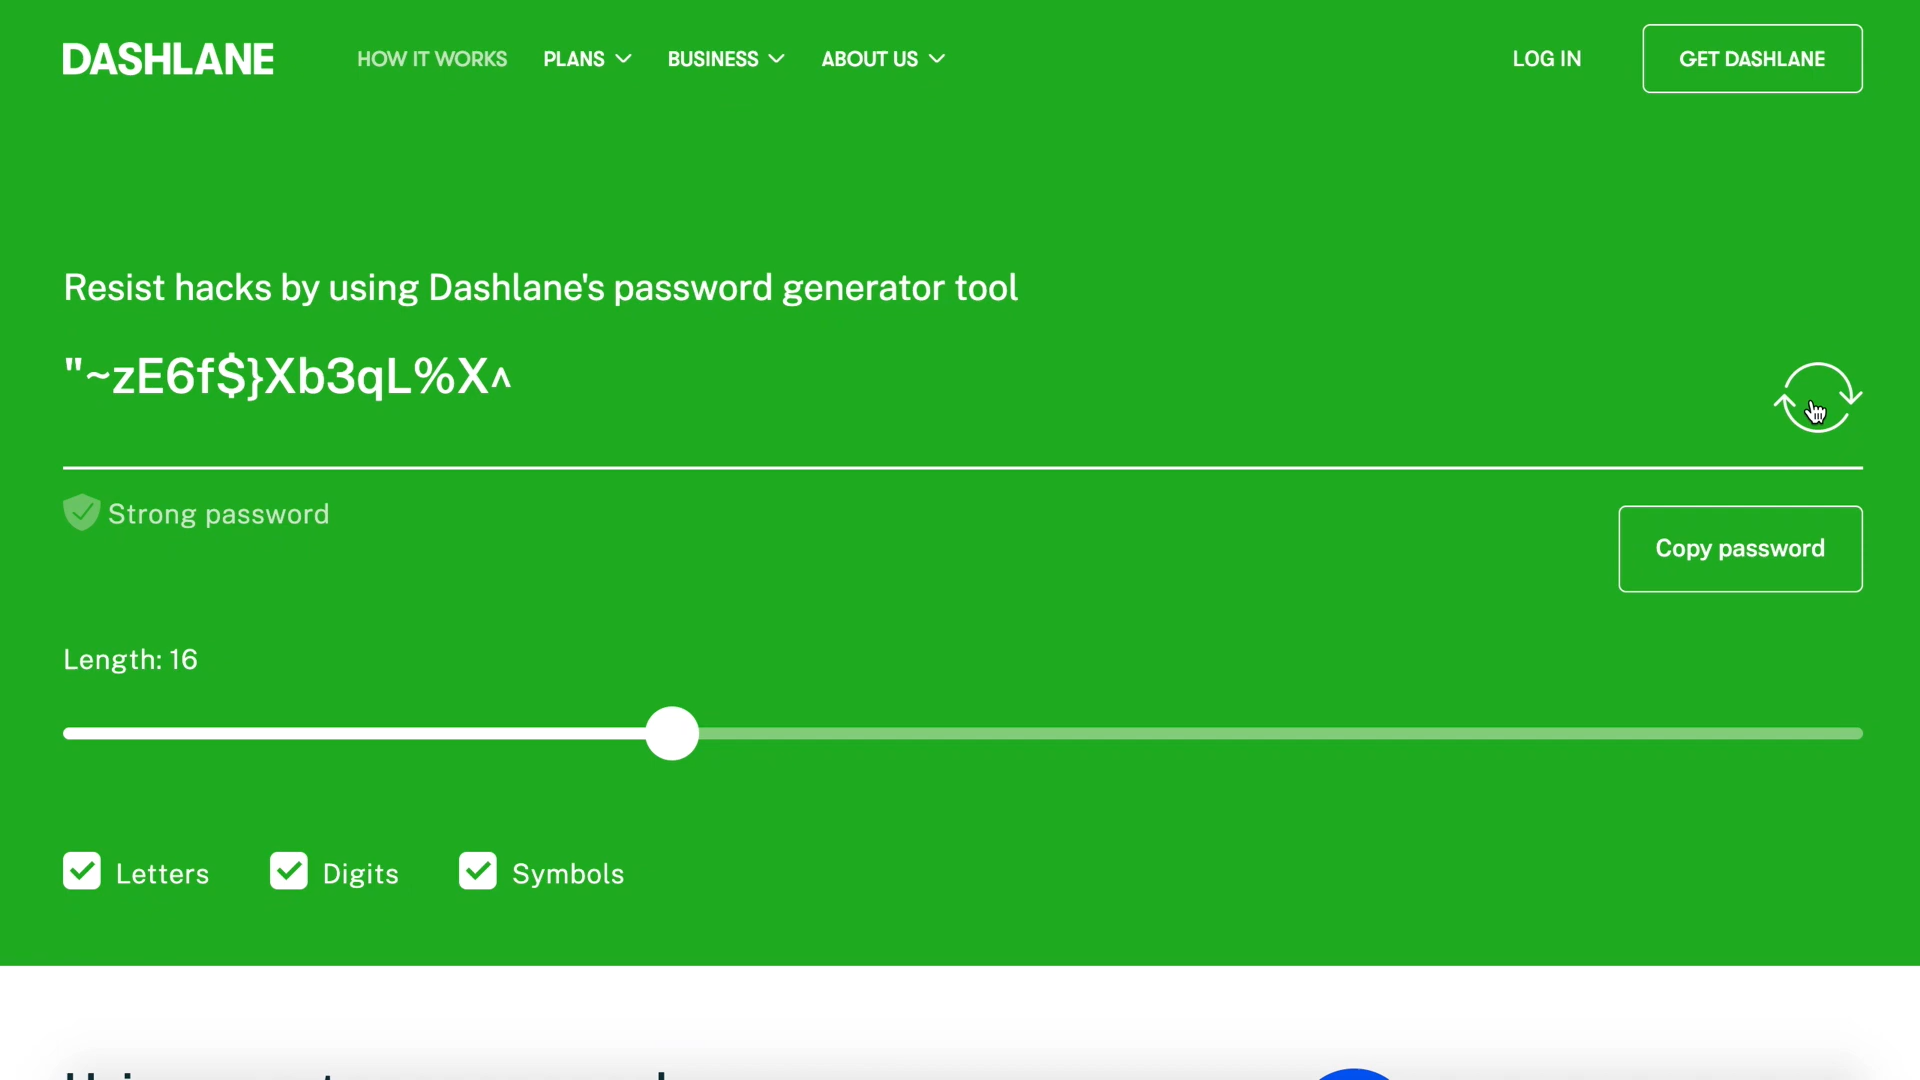 DASHLANE HOW IT WORKS PLANS BUSINESS ABOUT US LOG IN GET DASHLANE
Resist hacks by using Dashlane's password generator tool
"~zE6f$}Xb3qL%X^
Strong password
Copy password
Length: 16
Letters Digits Symbols